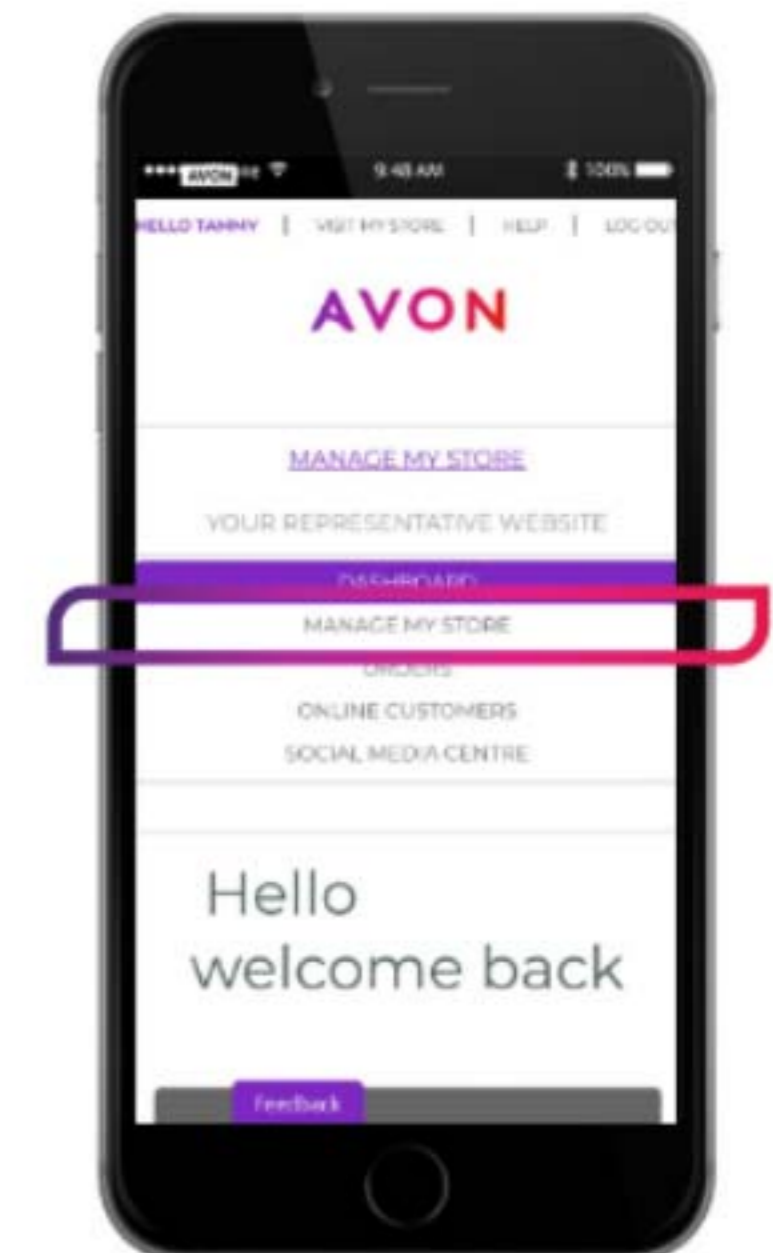 AVON 9:48 AM 100%
HELLO TAMMY | VISIT MY STORE | HELP | LOG OUT
AVON
MANAGE MY STORE
YOUR REPRESENTATIVE WEBSITE
DASHBOARD
MANAGE MY STORE
ORDERS
ONLINE CUSTOMERS
SOCIAL MEDIA CENTRE
Hello
welcome back
Feedback